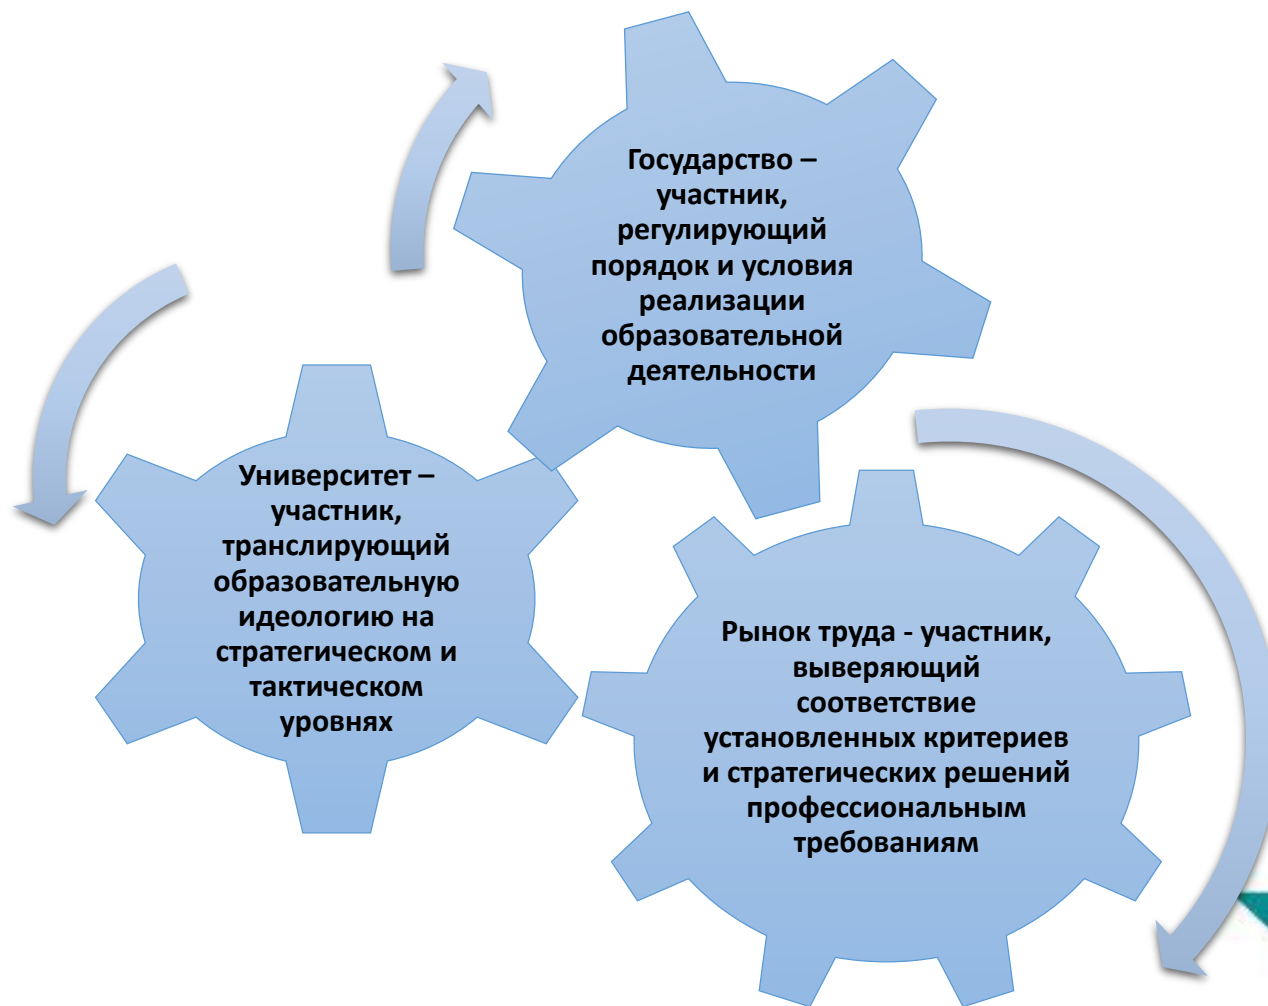 Государство –
участник,
регулирующий
порядок и условия
реализации
образовательной
деятельности
Университет –
участник,
транслирующий
образовательную
идеологию на
стратегическом и
тактическом
уровнях
Рынок труда - участник,
выверяющий
соответствие
установленных критериев
и стратегических решений
профессиональным
требованиям